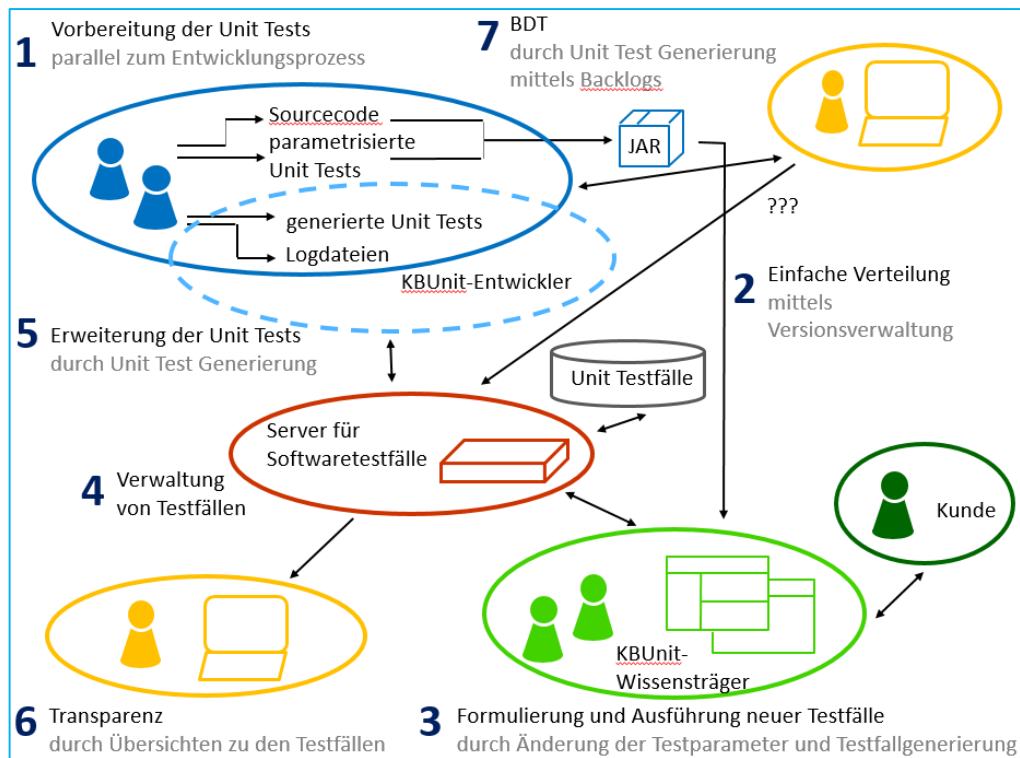 1
Vorbereitung der Unit Tests
parallel zum Entwicklungsprozess
7
BDT
durch Unit Test Generierung
mittels Backlogs
Sourcecode
parametrisierte
Unit Tests
JAR
generierte Unit Tests
Logdateien
KBUnit-Entwickler
???
2
Einfache Verteilung
mittels
Versionsverwaltung
5
Erweiterung der Unit Tests
durch Unit Test Generierung
Unit Testfälle
Server für
Softwaretestfälle
4
Verwaltung
von Testfällen
Kunde
KBUnit-
Wissensträger
6
Transparenz
durch Übersichten zu den Testfällen
3
Formulierung und Ausführung neuer Testfälle
durch Änderung der Testparameter und Testfallgenerierung